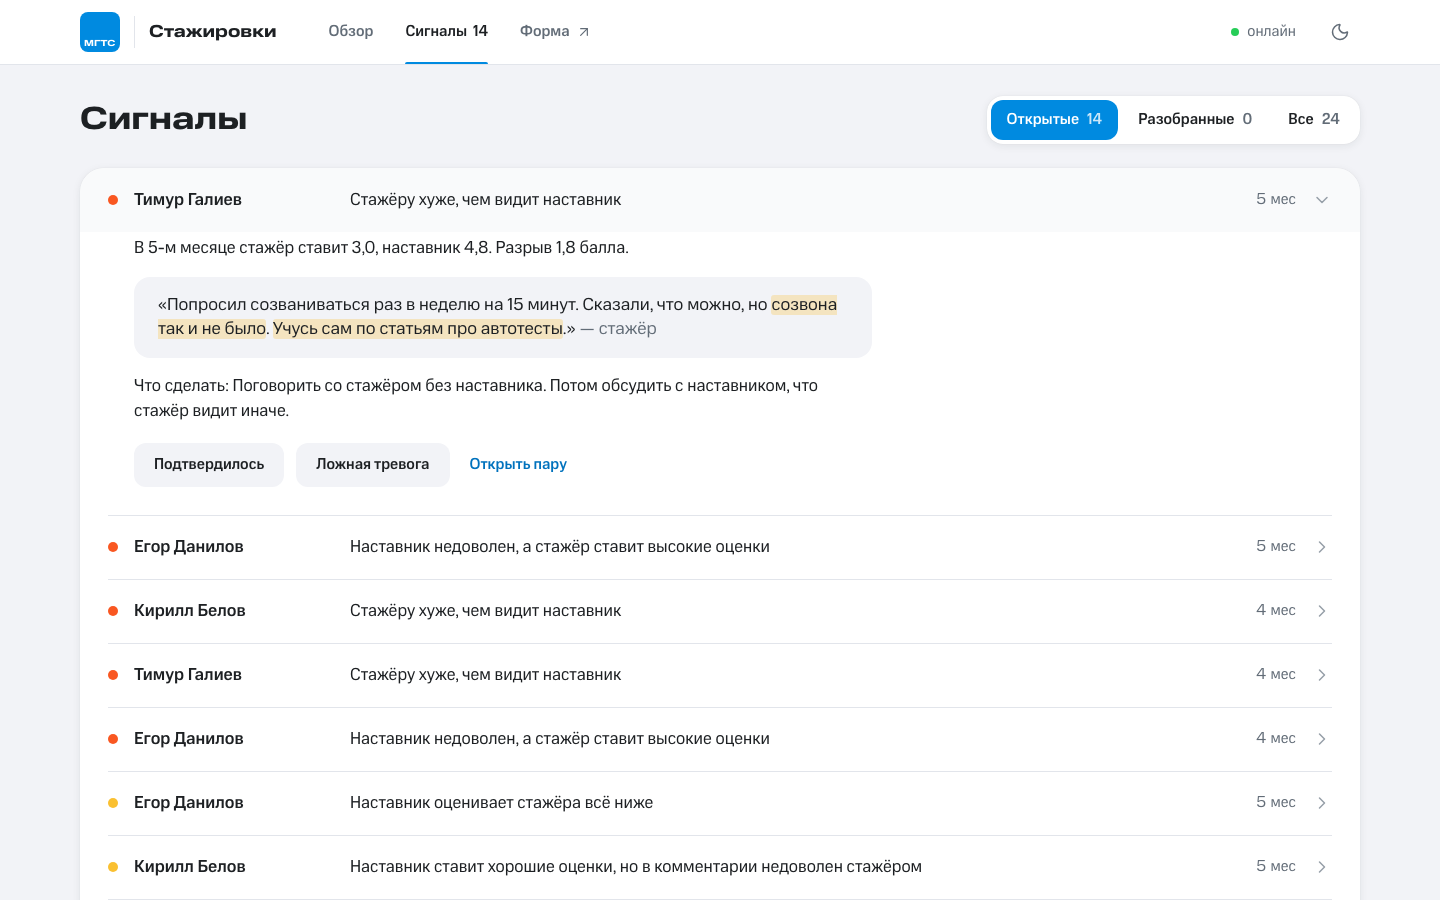 МГТС
Стажировки
Обзор
Сигналы 14
Форма
онлайн
Сигналы
Открытые 14
Разобранные 0
Все 24
Тимур Галиев
Стажёру хуже, чем видит наставник
5 мес
В 5-м месяце стажёр ставит 3,0, наставник 4,8. Разрыв 1,8 балла.
«Попросил созваниваться раз в неделю на 15 минут. Сказали, что можно, но созвона
так и не было. Учусь сам по статьям про автотесты.» — стажёр
Что сделать: Поговорить со стажёром без наставника. Потом обсудить с наставником, что
стажёр видит иначе.
Подтвердилось
Ложная тревога
Открыть пару
Егор Данилов
Наставник недоволен, а стажёр ставит высокие оценки
5 мес
Кирилл Белов
Стажёру хуже, чем видит наставник
4 мес
Тимур Галиев
Стажёру хуже, чем видит наставник
4 мес
Егор Данилов
Наставник недоволен, а стажёр ставит высокие оценки
4 мес
Егор Данилов
Наставник оценивает стажёра всё ниже
5 мес
Кирилл Белов
Наставник ставит хорошие оценки, но в комментарии недоволен стажёром
5 мес